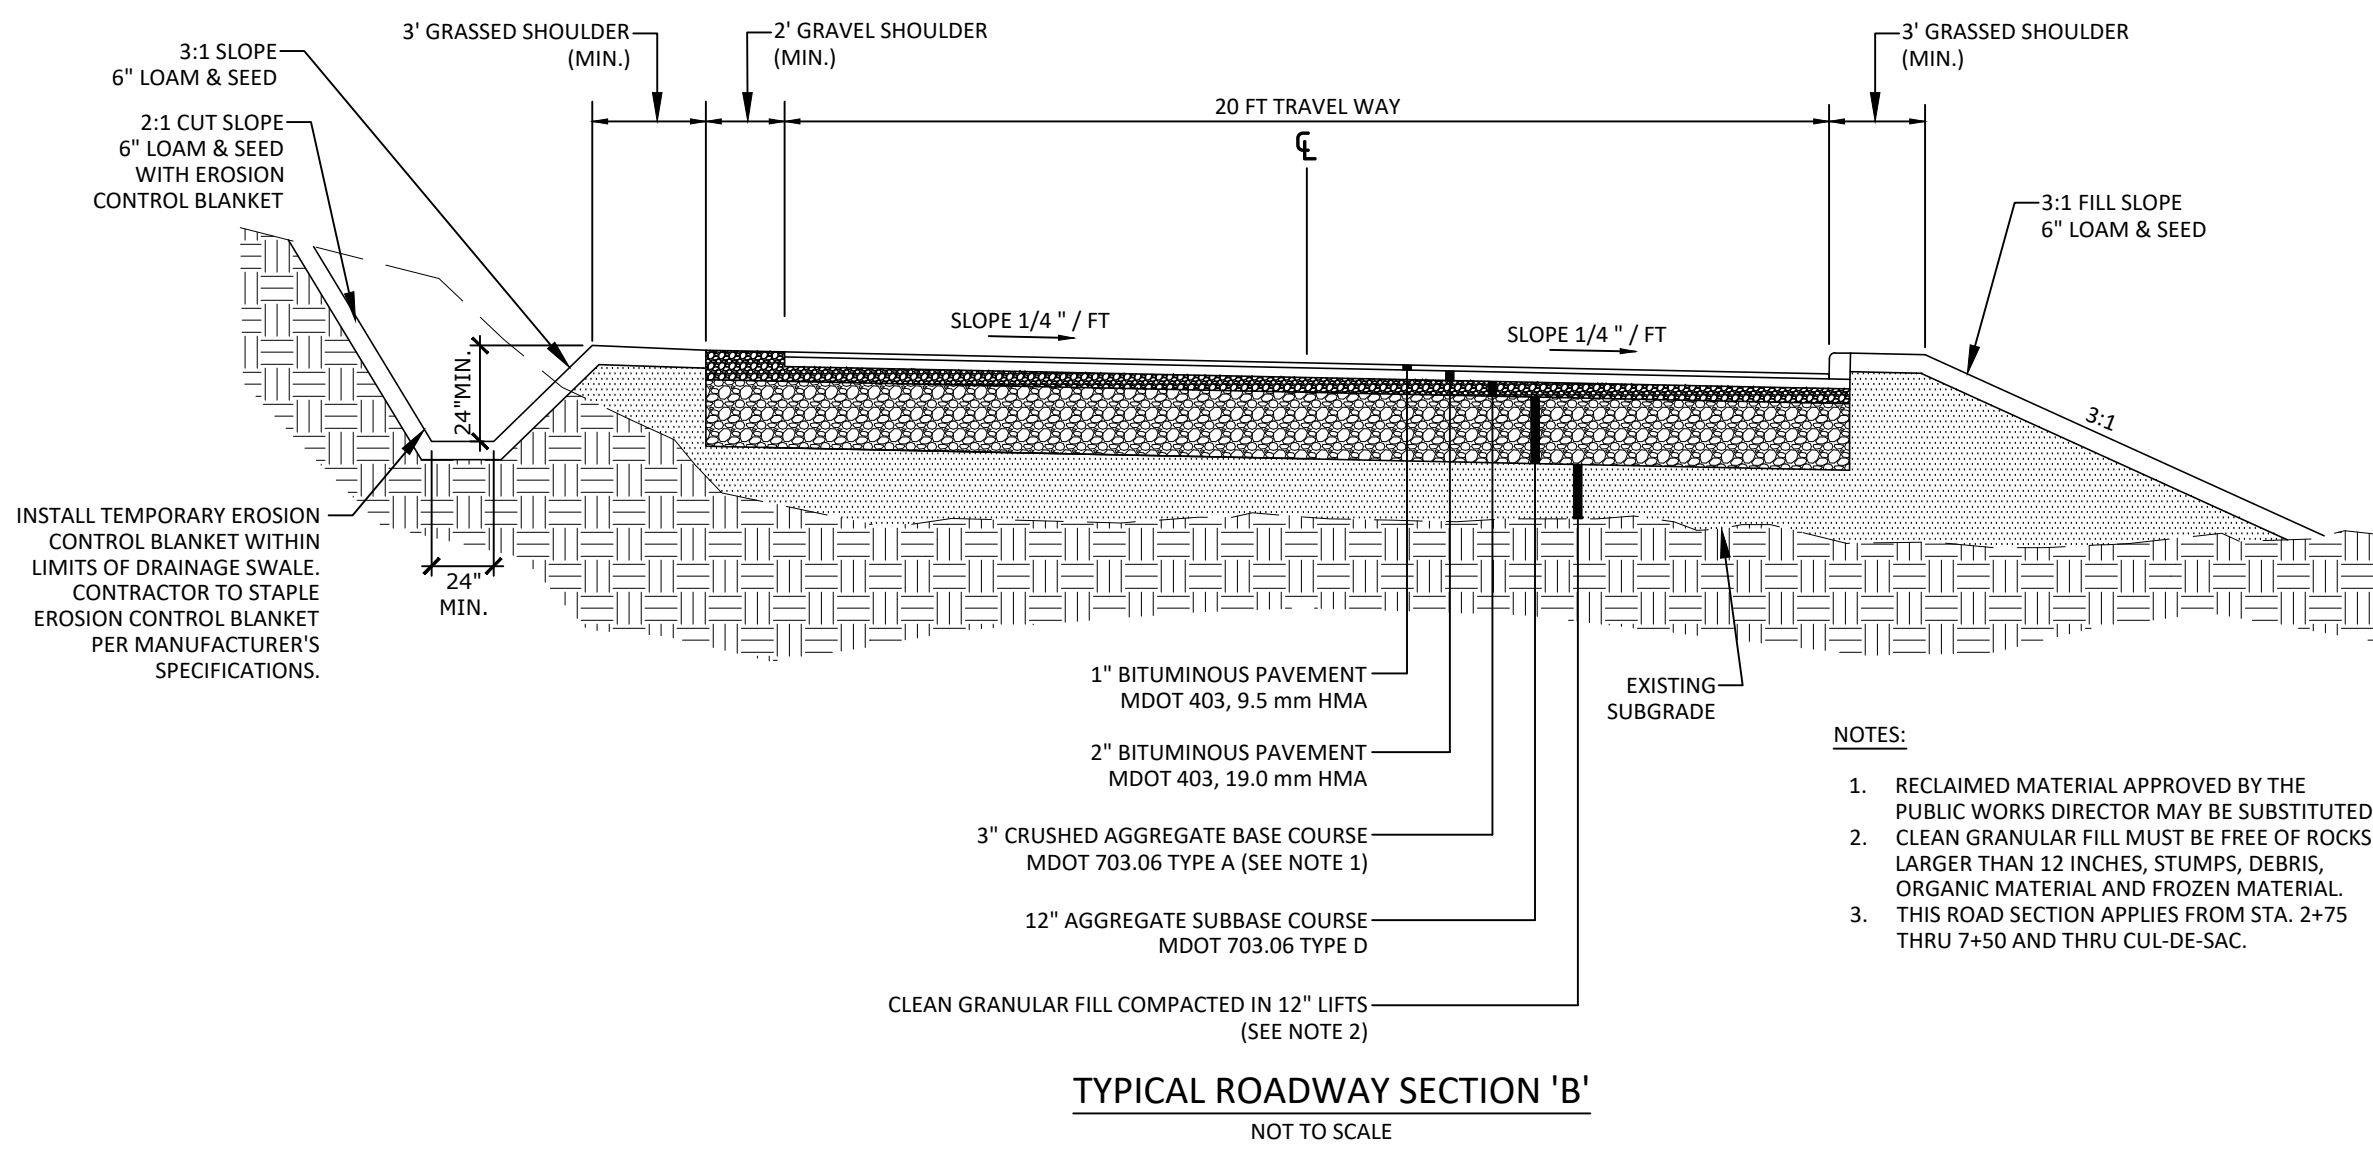 3' GRASSED SHOULDER
(MIN.)
2' GRAVEL SHOULDER
(MIN.)
3' GRASSED SHOULDER
(MIN.)
3:1 SLOPE
6" LOAM & SEED
2:1 CUT SLOPE
6" LOAM & SEED
WITH EROSION
CONTROL BLANKET
20 FT TRAVEL WAY
℄
3:1 FILL SLOPE
6" LOAM & SEED
SLOPE 1/4 " / FT
SLOPE 1/4 " / FT
24"MIN.
3:1
INSTALL TEMPORARY EROSION
CONTROL BLANKET WITHIN
LIMITS OF DRAINAGE SWALE.
CONTRACTOR TO STAPLE
EROSION CONTROL BLANKET
PER MANUFACTURER'S
SPECIFICATIONS.
24"
MIN.
1" BITUMINOUS PAVEMENT
MDOT 403, 9.5 mm HMA
EXISTING
SUBGRADE
2" BITUMINOUS PAVEMENT
MDOT 403, 19.0 mm HMA
3" CRUSHED AGGREGATE BASE COURSE
MDOT 703.06 TYPE A (SEE NOTE 1)
12" AGGREGATE SUBBASE COURSE
MDOT 703.06 TYPE D
CLEAN GRANULAR FILL COMPACTED IN 12" LIFTS
(SEE NOTE 2)
NOTES:
1. RECLAIMED MATERIAL APPROVED BY THE
PUBLIC WORKS DIRECTOR MAY BE SUBSTITUTED
2. CLEAN GRANULAR FILL MUST BE FREE OF ROCKS
LARGER THAN 12 INCHES, STUMPS, DEBRIS,
ORGANIC MATERIAL AND FROZEN MATERIAL.
3. THIS ROAD SECTION APPLIES FROM STA. 2+75
THRU 7+50 AND THRU CUL-DE-SAC.
TYPICAL ROADWAY SECTION 'B'
NOT TO SCALE